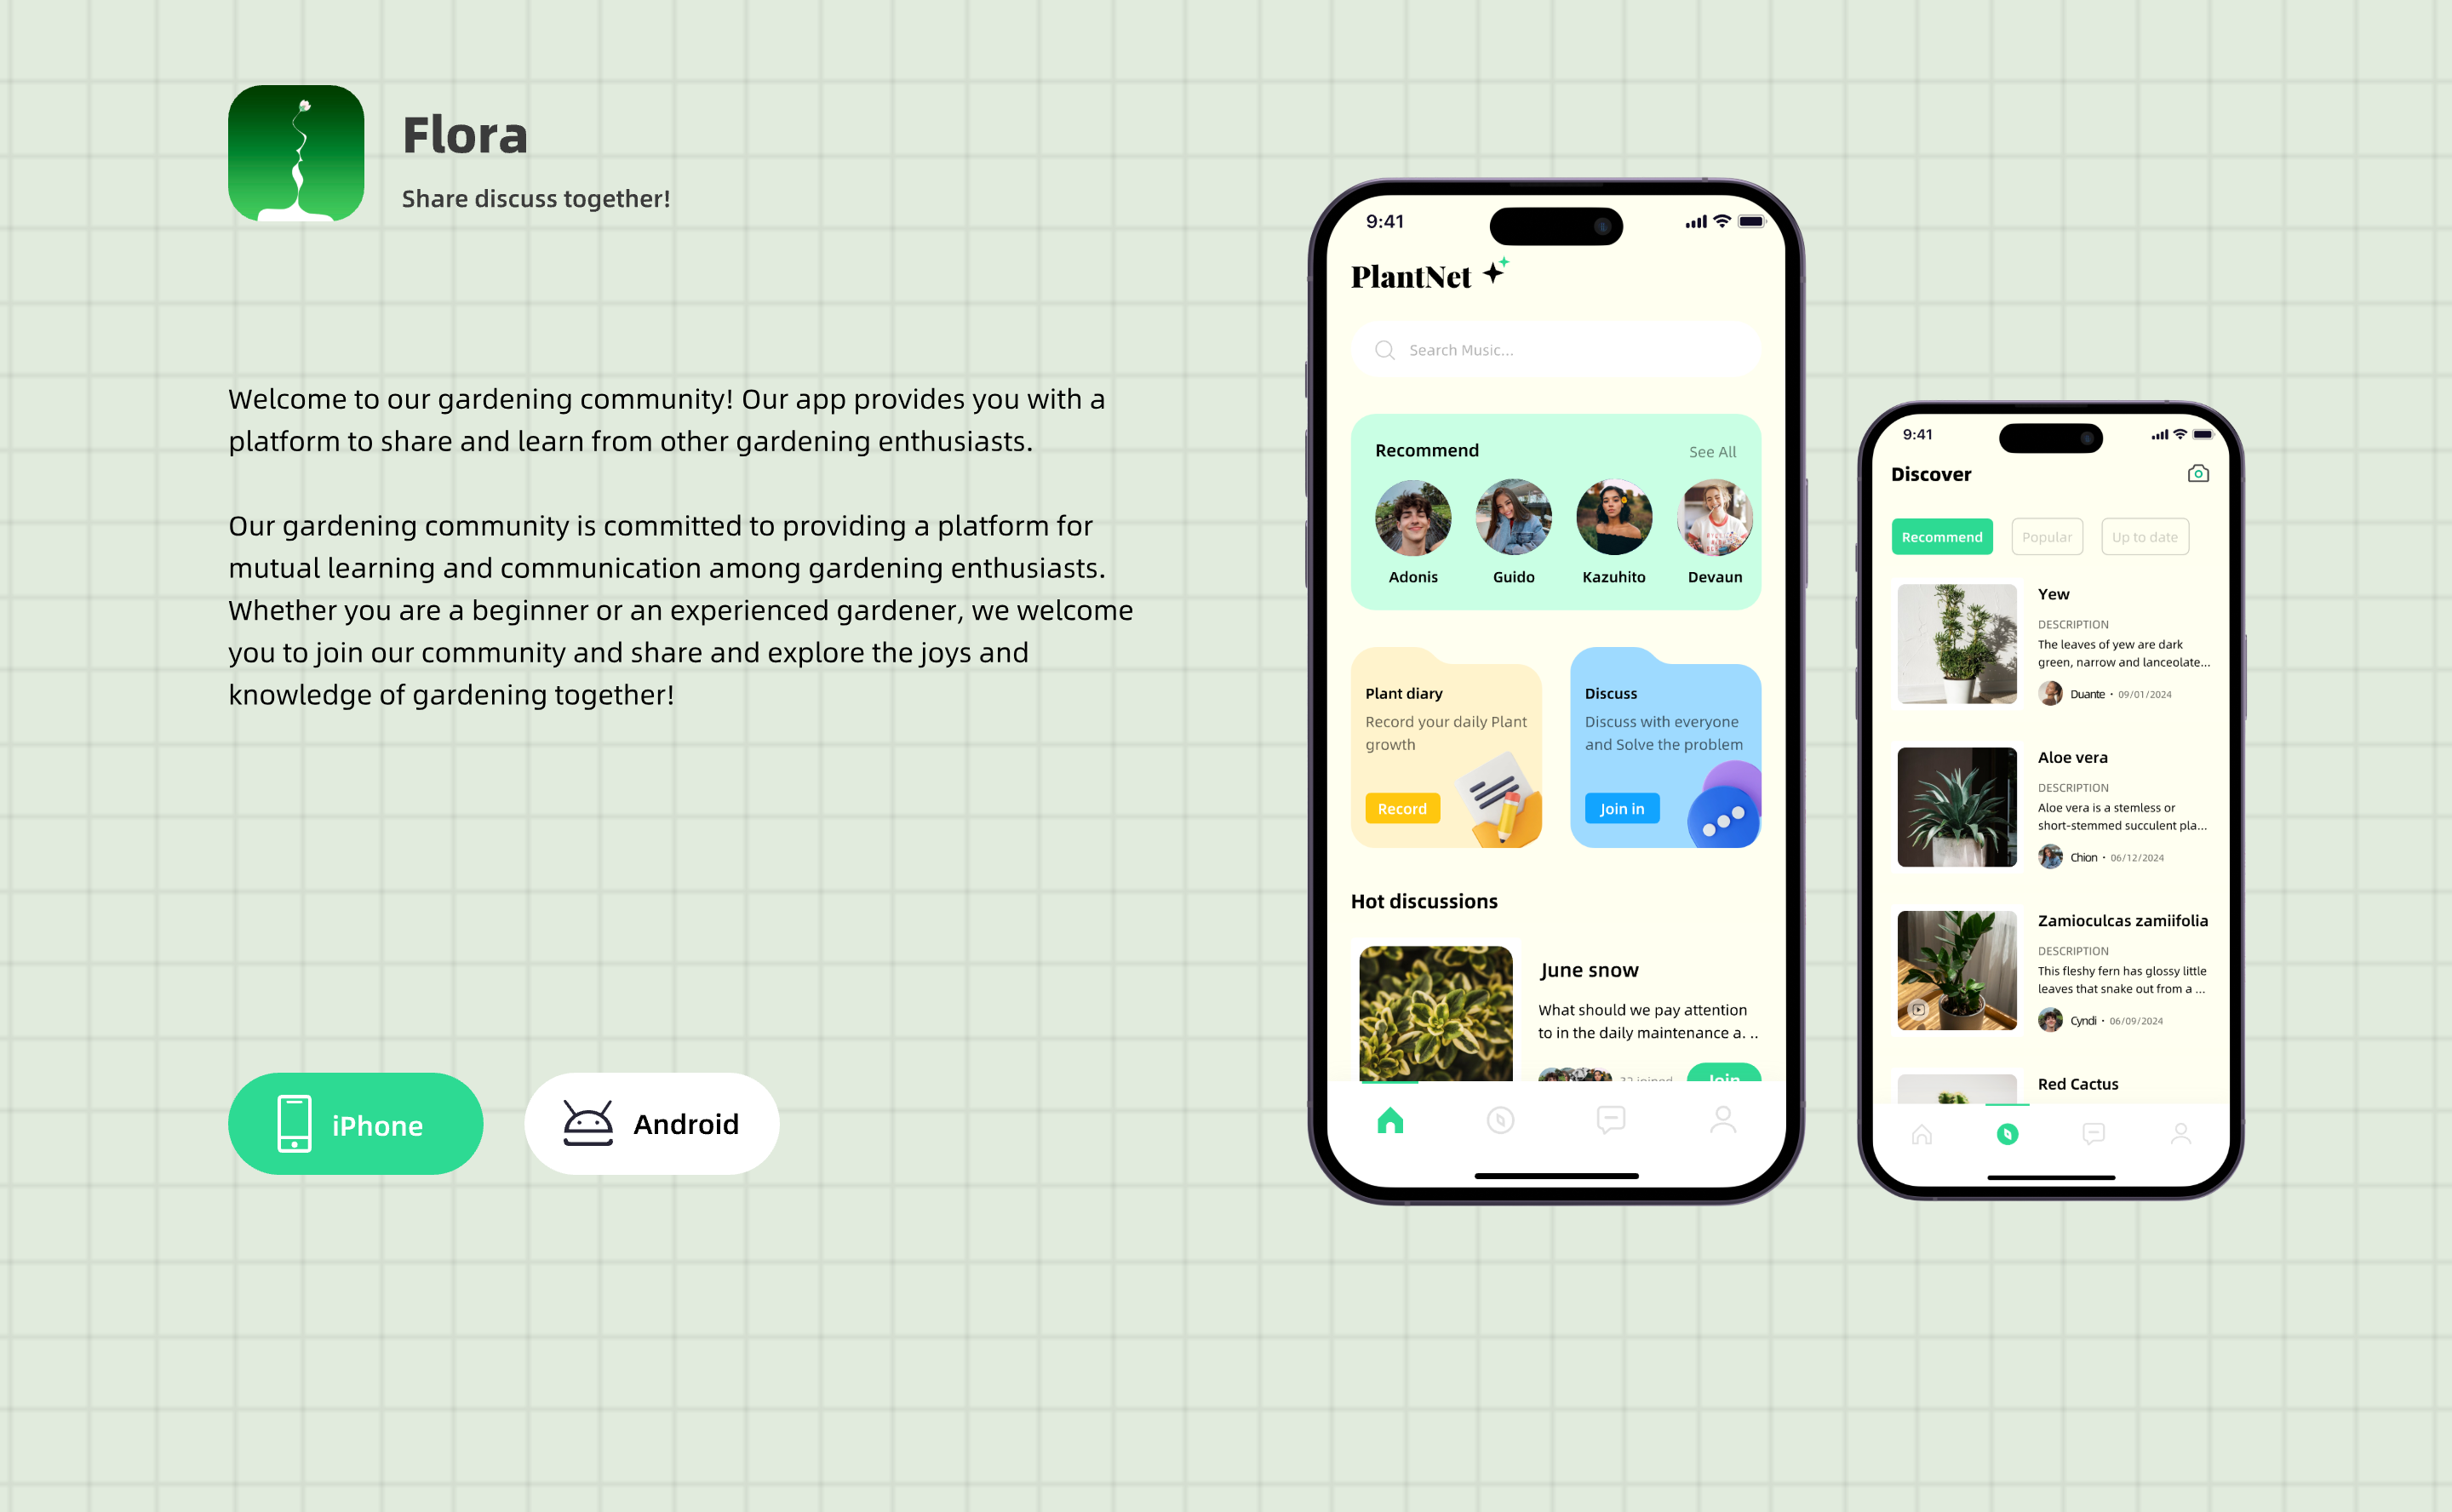 Flora
Share discuss together!
Welcome to our gardening community! Our app provides you with a
platform to share and learn from other gardening enthusiasts.
Our gardening community is committed to providing a platform for
mutual learning and communication among gardening enthusiasts.
Whether you are a beginner or an experienced gardener, we welcome
you to join our community and share and explore the joys and
knowledge of gardening together!
iPhone
Android
9:41
PlantNet
Search Music...
Recommend
See All
Adonis
Guido
Kazuhito
Devaun
Plant diary
Record your daily Plant
growth
Record
Discuss
Discuss with everyone
and Solve the problem
Join in
Hot discussions
June snow
What should we pay attention
to in the daily maintenance a. ..
32 joined
Join
9:41
Discover
Recommend
Popular
Up to date
Yew
DESCRIPTION
The leaves of yew are dark
green, narrow and lanceolate...
Duante · 09/01/2024
Aloe vera
DESCRIPTION
Aloe vera is a stemless or
short-stemmed succulent pla...
Chion · 06/12/2024
Zamioculcas zamiifolia
DESCRIPTION
This fleshy fern has glossy little
leaves that snake out from a ...
Cyndi · 06/09/2024
Red Cactus